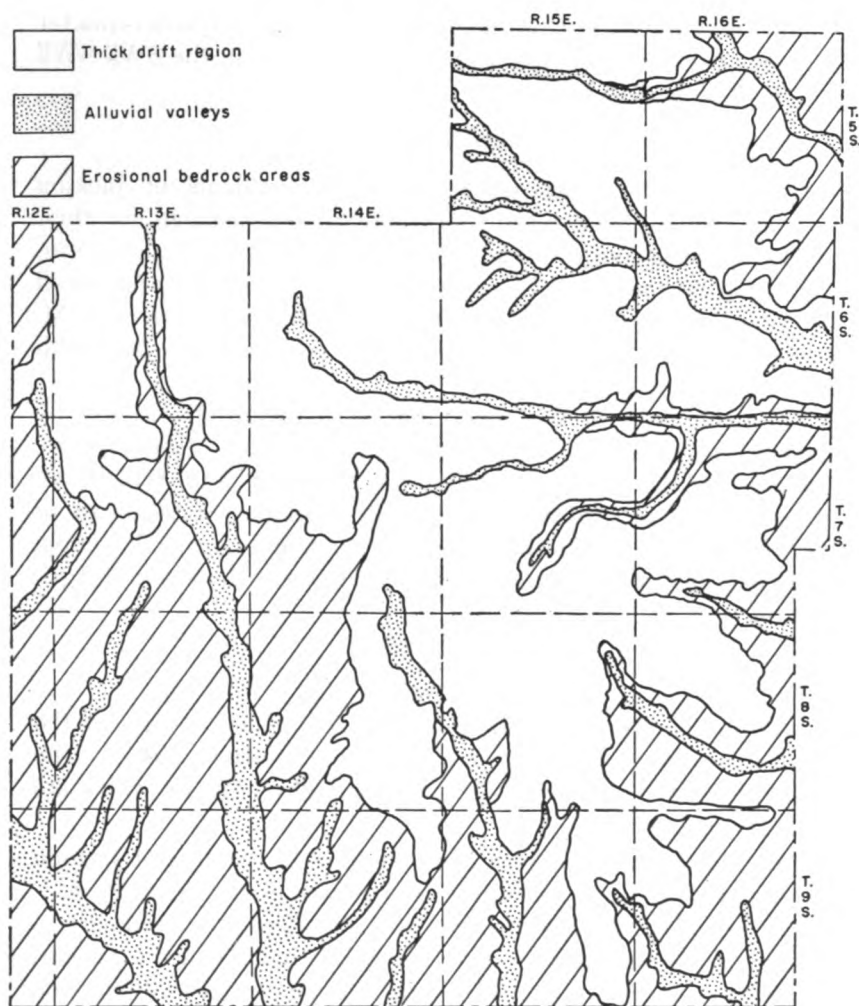 Thick drift region
Alluvial valleys
Erosional bedrock areas
R.15E. R.16E.
R.12E. R.13E. R.14E.
T.
5
S.
T.
6
S.
T.
7
S.
T.
8
S.
T.
9
S.